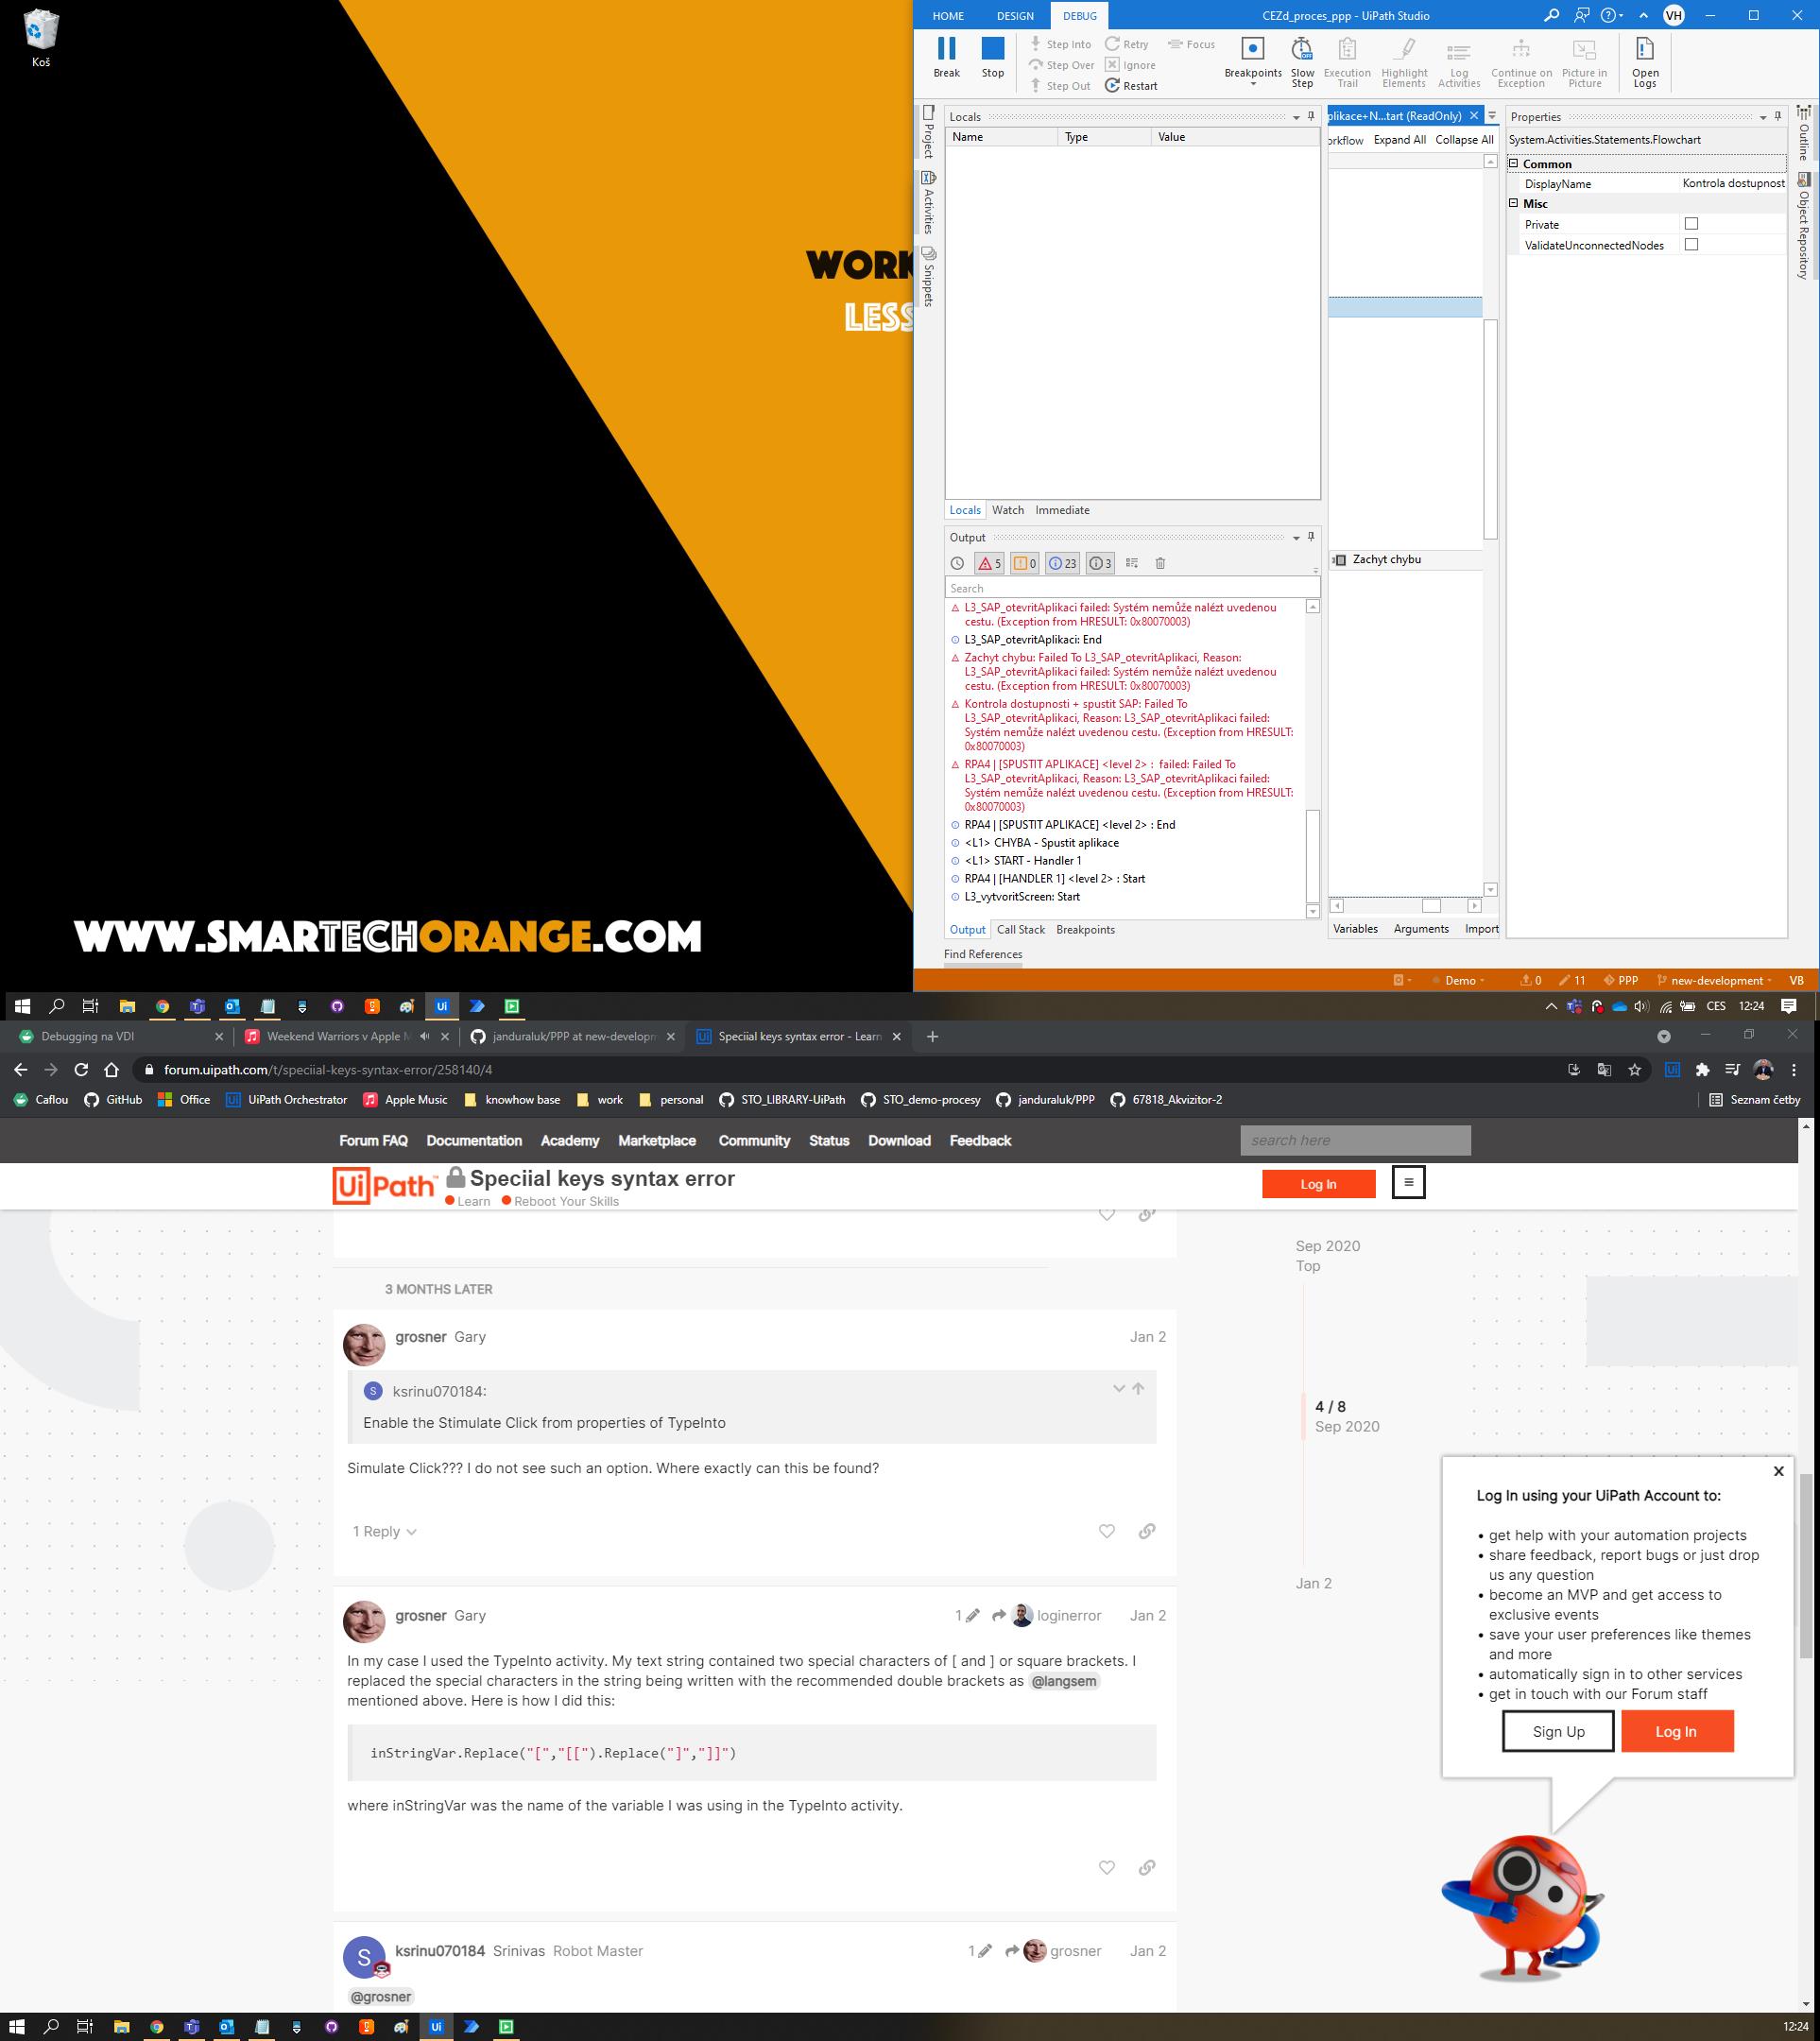 Koš
WORK
LESS
WWW.SMARTECHORANGE.COM
HOME DESIGN DEBUG CEZd_proces_ppp - UiPath Studio VH
Break Stop Step Into Retry Focus Breakpoints Slow Step Execution Trail Highlight Elements Log Activities Continue on Exception Picture in Picture Open Logs
Step Over Ignore
Step Out Restart
Project
Activities
Snippets
Locals
Name Type Value
Locals Watch Immediate
Output
5 0 23 3
Search
L3_SAP_otevritAplikaci failed: Systém nemůže nalézt uvedenou
cestu. (Exception from HRESULT: 0x80070003)
L3_SAP_otevritAplikaci: End
Zachyt chybu: Failed To L3_SAP_otevritAplikaci, Reason:
L3_SAP_otevritAplikaci failed: Systém nemůže nalézt uvedenou
cestu. (Exception from HRESULT: 0x80070003)
Kontrola dostupnosti + spustit SAP: Failed To
L3_SAP_otevritAplikaci, Reason: L3_SAP_otevritAplikaci failed:
Systém nemůže nalézt uvedenou cestu. (Exception from HRESULT:
0x80070003)
RPA4 | [SPUSTIT APLIKACE] <level 2> : failed: Failed To
L3_SAP_otevritAplikaci, Reason: L3_SAP_otevritAplikaci failed:
Systém nemůže nalézt uvedenou cestu. (Exception from HRESULT:
0x80070003)
RPA4 | [SPUSTIT APLIKACE] <level 2> : End
<L1> CHYBA - Spustit aplikace
<L1> START - Handler 1
RPA4 | [HANDLER 1] <level 2> : Start
L3_vytvoritScreen: Start
Output Call Stack Breakpoints
Find References
plikace+N...tart (ReadOnly)
orkflow Expand All Collapse All
Zachyt chybu
Variables Arguments Import
Properties
System.Activities.Statements.Flowchart
Common
DisplayName Kontrola dostupnost
Misc
Private
ValidateUnconnectedNodes
Outline
Object Repository
Demo 0 11 PPP new-development VB
Ui CES 12:24
Debugging na VDI Weekend Warriors v Apple M janduraluk/PPP at new-developm Speciial keys syntax error - Learn
forum.uipath.com/t/speciial-keys-syntax-error/258140/4
Caflou GitHub Office UiPath Orchestrator Apple Music knowhow base work personal STO_LIBRARY-UiPath STO_demo-procesy janduraluk/PPP 67818_Akvizitor-2 Seznam četby
Forum FAQ Documentation Academy Marketplace Community Status Download Feedback search here
UiPath Speciial keys syntax error Log In
Learn Reboot Your Skills
3 MONTHS LATER
grosner Gary Jan 2
S ksrinu070184:
Enable the Stimulate Click from properties of TypeInto
Simulate Click??? I do not see such an option. Where exactly can this be found?
1 Reply
grosner Gary 1 loginerror Jan 2
In my case I used the TypeInto activity. My text string contained two special characters of [ and ] or square brackets. I
replaced the special characters in the string being written with the recommended double brackets as @langsem
mentioned above. Here is how I did this:
inStringVar.Replace("[","[[").Replace("]","]]")
where inStringVar was the name of the variable I was using in the TypeInto activity.
S ksrinu070184 Srinivas Robot Master 1 grosner Jan 2
@grosner
Sep 2020
Top
4 / 8
Sep 2020
Jan 2
x
Log In using your UiPath Account to:
• get help with your automation projects
• share feedback, report bugs or just drop
us any question
• become an MVP and get access to
exclusive events
• save your user preferences like themes
and more
• automatically sign in to other services
• get in touch with our Forum staff
Sign Up Log In
Ui 12:24